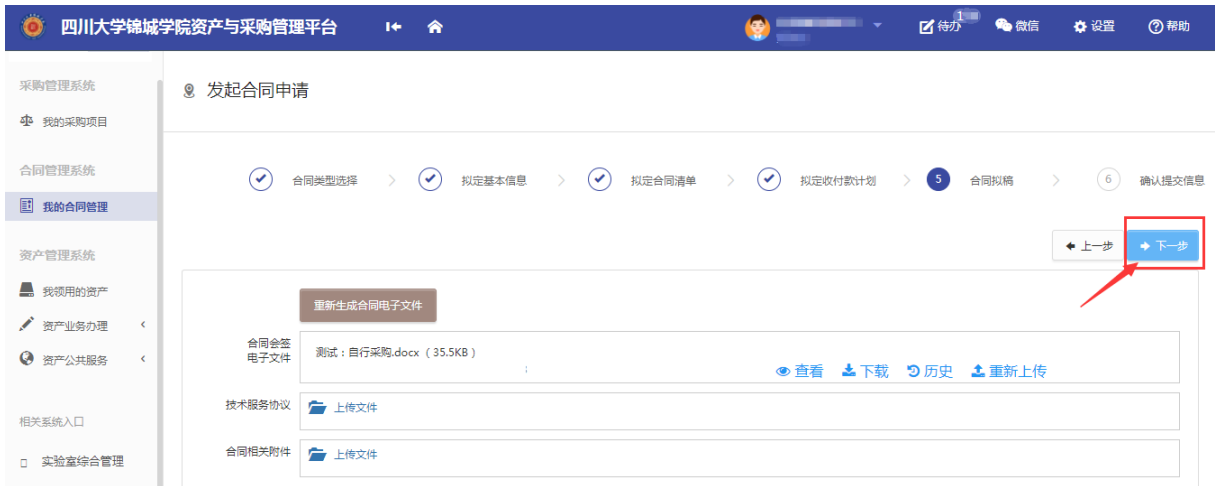 四川大学锦城学院资产与采购管理平台
待办 1
微信
设置
帮助
采购管理系统
我的采购项目
合同管理系统
我的合同管理
资产管理系统
我领用的资产
资产业务办理
资产公共服务
相关系统入口
实验室综合管理
发起合同申请
合同类型选择
拟定基本信息
拟定合同清单
拟定收付款计划
5 合同拟稿
6 确认提交信息
上一步
下一步
重新生成合同电子文件
合同会签
电子文件
测试：自行采购.docx（35.5KB）
查看 下载 历史 重新上传
技术服务协议 上传文件
合同相关附件 上传文件